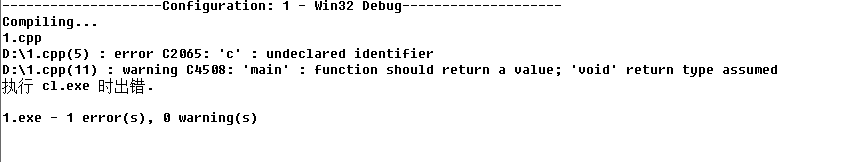 --------------------Configuration: 1 - Win32 Debug--------------------
Compiling...
1.cpp
D:\1.cpp(5) : error C2065: 'c' : undeclared identifier
D:\1.cpp(11) : warning C4508: 'main' : function should return a value; 'void' return type assumed
执行 cl.exe 时出错.
1.exe - 1 error(s), 0 warning(s)